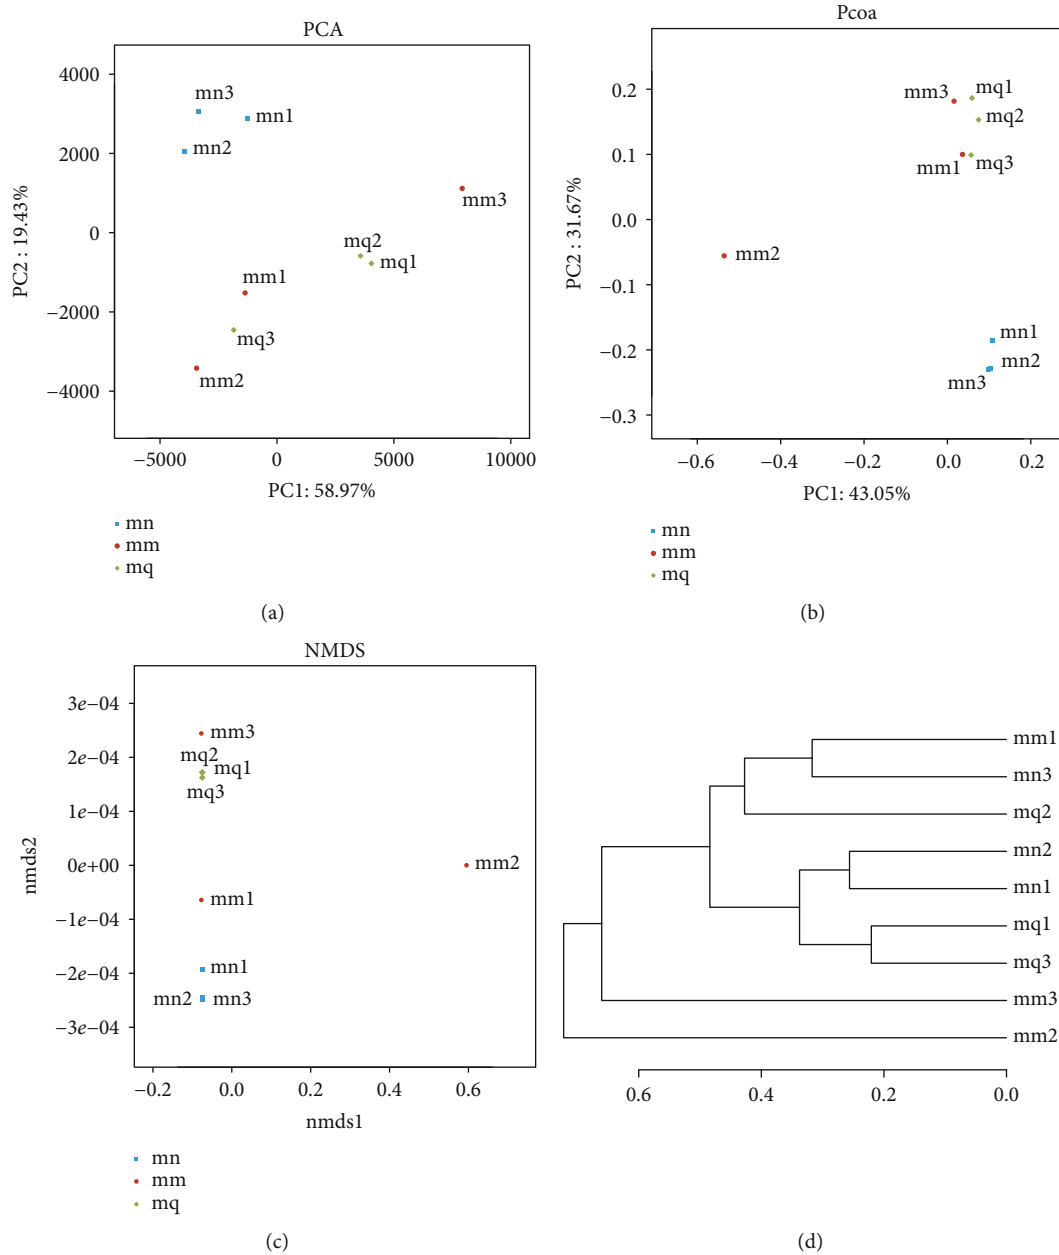 PCA
4000
2000
0
−2000
−4000
PC2 : 19.43%
mn3
mn1
mn2
mm3
mq2
mq1
mm1
mq3
mm2
−5000
0
5000
10000
PC1: 58.97%
mn
mm
mq
(a)
Pcoa
0.2
0.1
0.0
−0.1
−0.2
−0.3
PC2 : 31.67%
mq1
mm3
mq2
mm1
mq3
mm2
mn1
mn2
mn3
−0.6
−0.4
−0.2
0.0
0.2
PC1: 43.05%
mn
mm
mq
(b)
NMDS
3e−04
2e−04
1e−04
0e+00
−1e−04
−2e−04
−3e−04
nmds2
mm3
mq2
mq1
mq3
mm2
mm1
mn1
mn2
mn3
−0.2
0.0
0.2
0.4
0.6
nmds1
mn
mm
mq
(c)
mm1
mn3
mq2
mn2
mn1
mq1
mq3
mm3
mm2
0.6
0.4
0.2
0.0
(d)